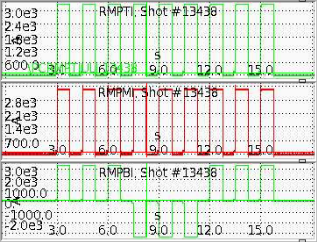 RMPTI, Shot #13438
3.0e3
2.4e3
1.8e3
1.2e3
600.0
3.0 6.0 9.0 12.0 15.0
s
RMPMI, Shot #13438
2.8e3
2.1e3
1.4e3
700.0
3.0 6.0 9.0 12.0 15.0
s
RMPBI, Shot #13438
3.0e3
2.0e3
1000.0
-1000.0
-2.0e3
3.0 6.0 9.0 12.0 15.0
s